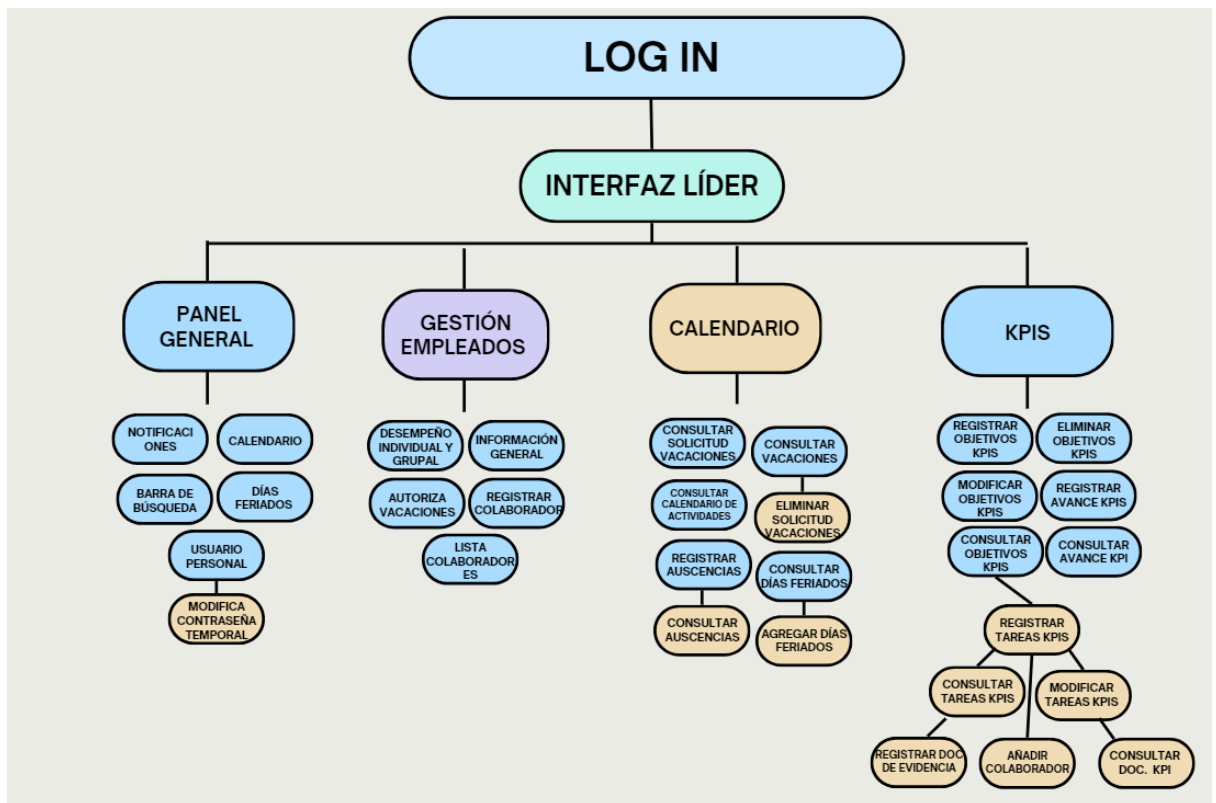 LOG IN
INTERFAZ LÍDER
PANEL
GENERAL
NOTIFICACI
ONES
CALENDARIO
BARRA DE
BÚSQUEDA
DÍAS
FERIADOS
USUARIO
PERSONAL
MODIFICA
CONTRASEÑA
TEMPORAL
GESTIÓN
EMPLEADOS
DESEMPEÑO
INDIVIDUAL Y
GRUPAL
INFORMACIÓN
GENERAL
AUTORIZA
VACACIONES
REGISTRAR
COLABORADOR
LISTA
COLABORADOR
ES
CALENDARIO
CONSULTAR
SOLICITUD
VACACIONES
CONSULTAR
VACACIONES
CONSULTAR
CALENDARIO DE
ACTIVIDADES
ELIMINAR
SOLICITUD
VACACIONES
REGISTRAR
AUSCENCIAS
CONSULTAR
DÍAS FERIADOS
CONSULTAR
AUSCENCIAS
AGREGAR DÍAS
FERIADOS
KPIS
REGISTRAR
OBJETIVOS
KPIS
ELIMINAR
OBJETIVOS
KPIS
MODIFICAR
OBJETIVOS
KPIS
REGISTRAR
AVANCE KPIS
CONSULTAR
OBJETIVOS
KPIS
CONSULTAR
AVANCE KPI
REGISTRAR
TAREAS KPIS
CONSULTAR
TAREAS KPIS
MODIFICAR
TAREAS KPIS
REGISTRAR DOC
DE EVIDENCIA
AÑADIR
COLABORADOR
CONSULTAR
DOC. KPI